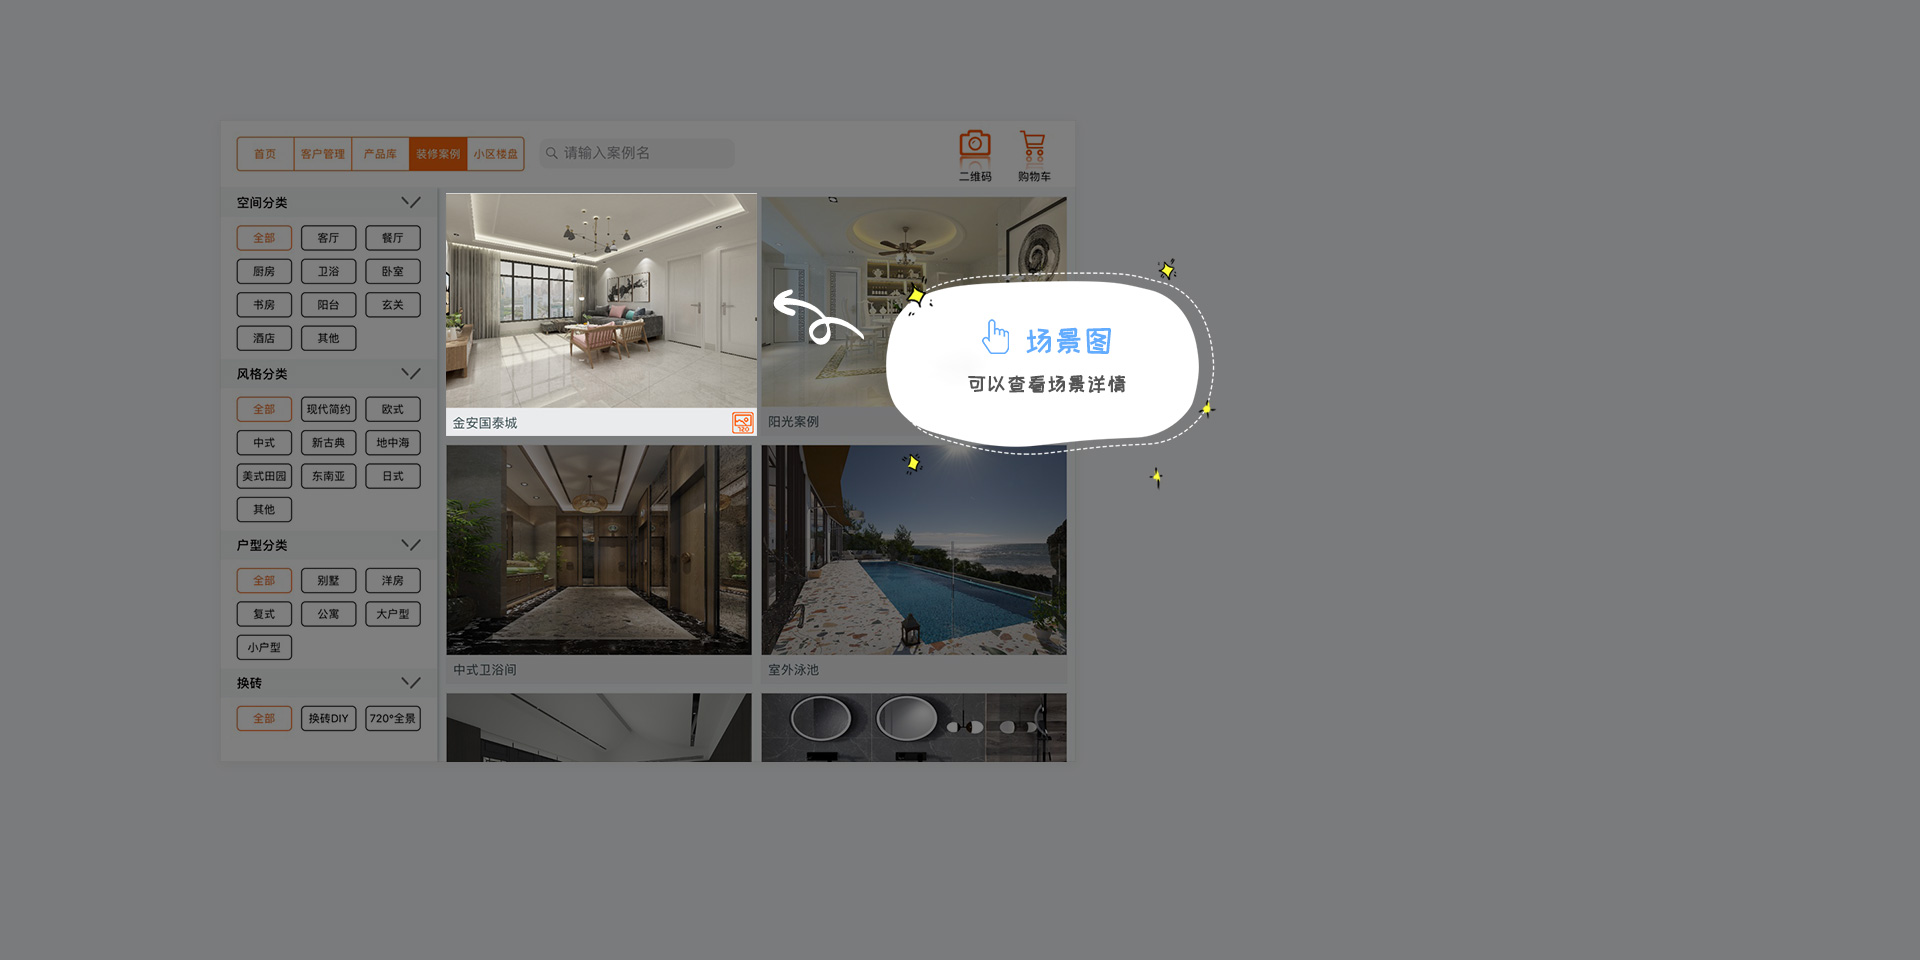 首页 客户管理 产品库 装修案例 小区楼盘 请输入案例名
二维码 购物车
空间分类
全部 客厅 餐厅
厨房 卫浴 卧室
书房 阳台 玄关
酒店 其他
风格分类
全部 现代简约 欧式
中式 新古典 地中海
美式田园 东南亚 日式
其他
户型分类
全部 别墅 洋房
复式 公寓 大户型
小户型
换砖
全部 换砖DIY 720°全景
金安国泰城
720
阳光案例
场景图
可以查看场景详情
中式卫浴间
室外泳池